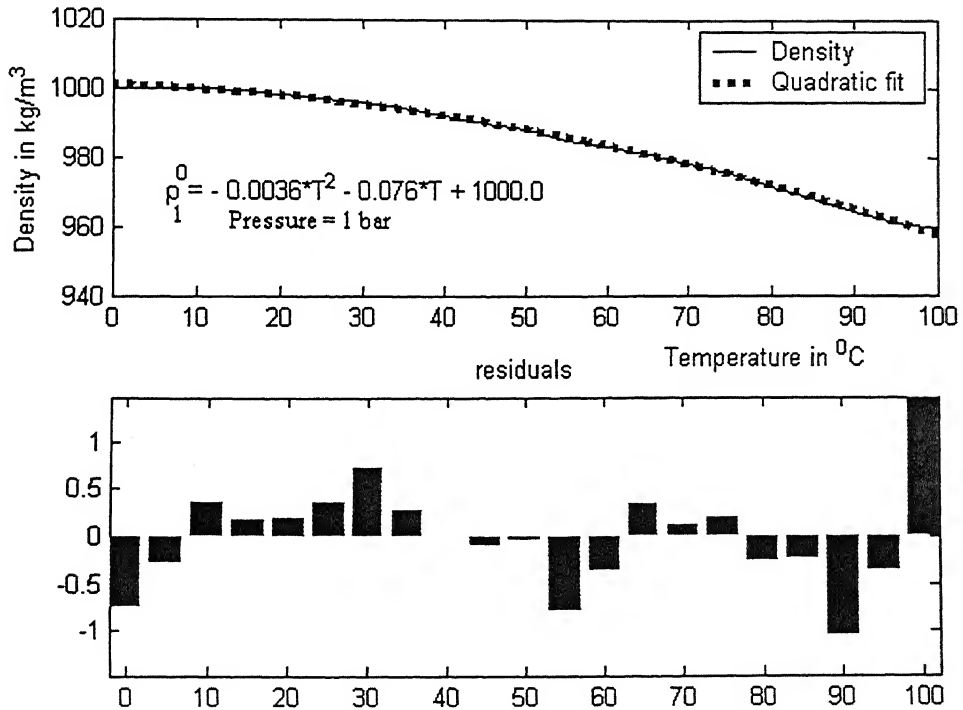 1020
1000
980
960
940
Density in kg/m³
Density
Quadratic fit
ρ₁⁰ = - 0.0036*T² - 0.076*T + 1000.0
Pressure = 1 bar
0 10 20 30 40 50 60 70 80 90 100
Temperature in ⁰C
residuals
1
0.5
0
-0.5
-1
0 10 20 30 40 50 60 70 80 90 100